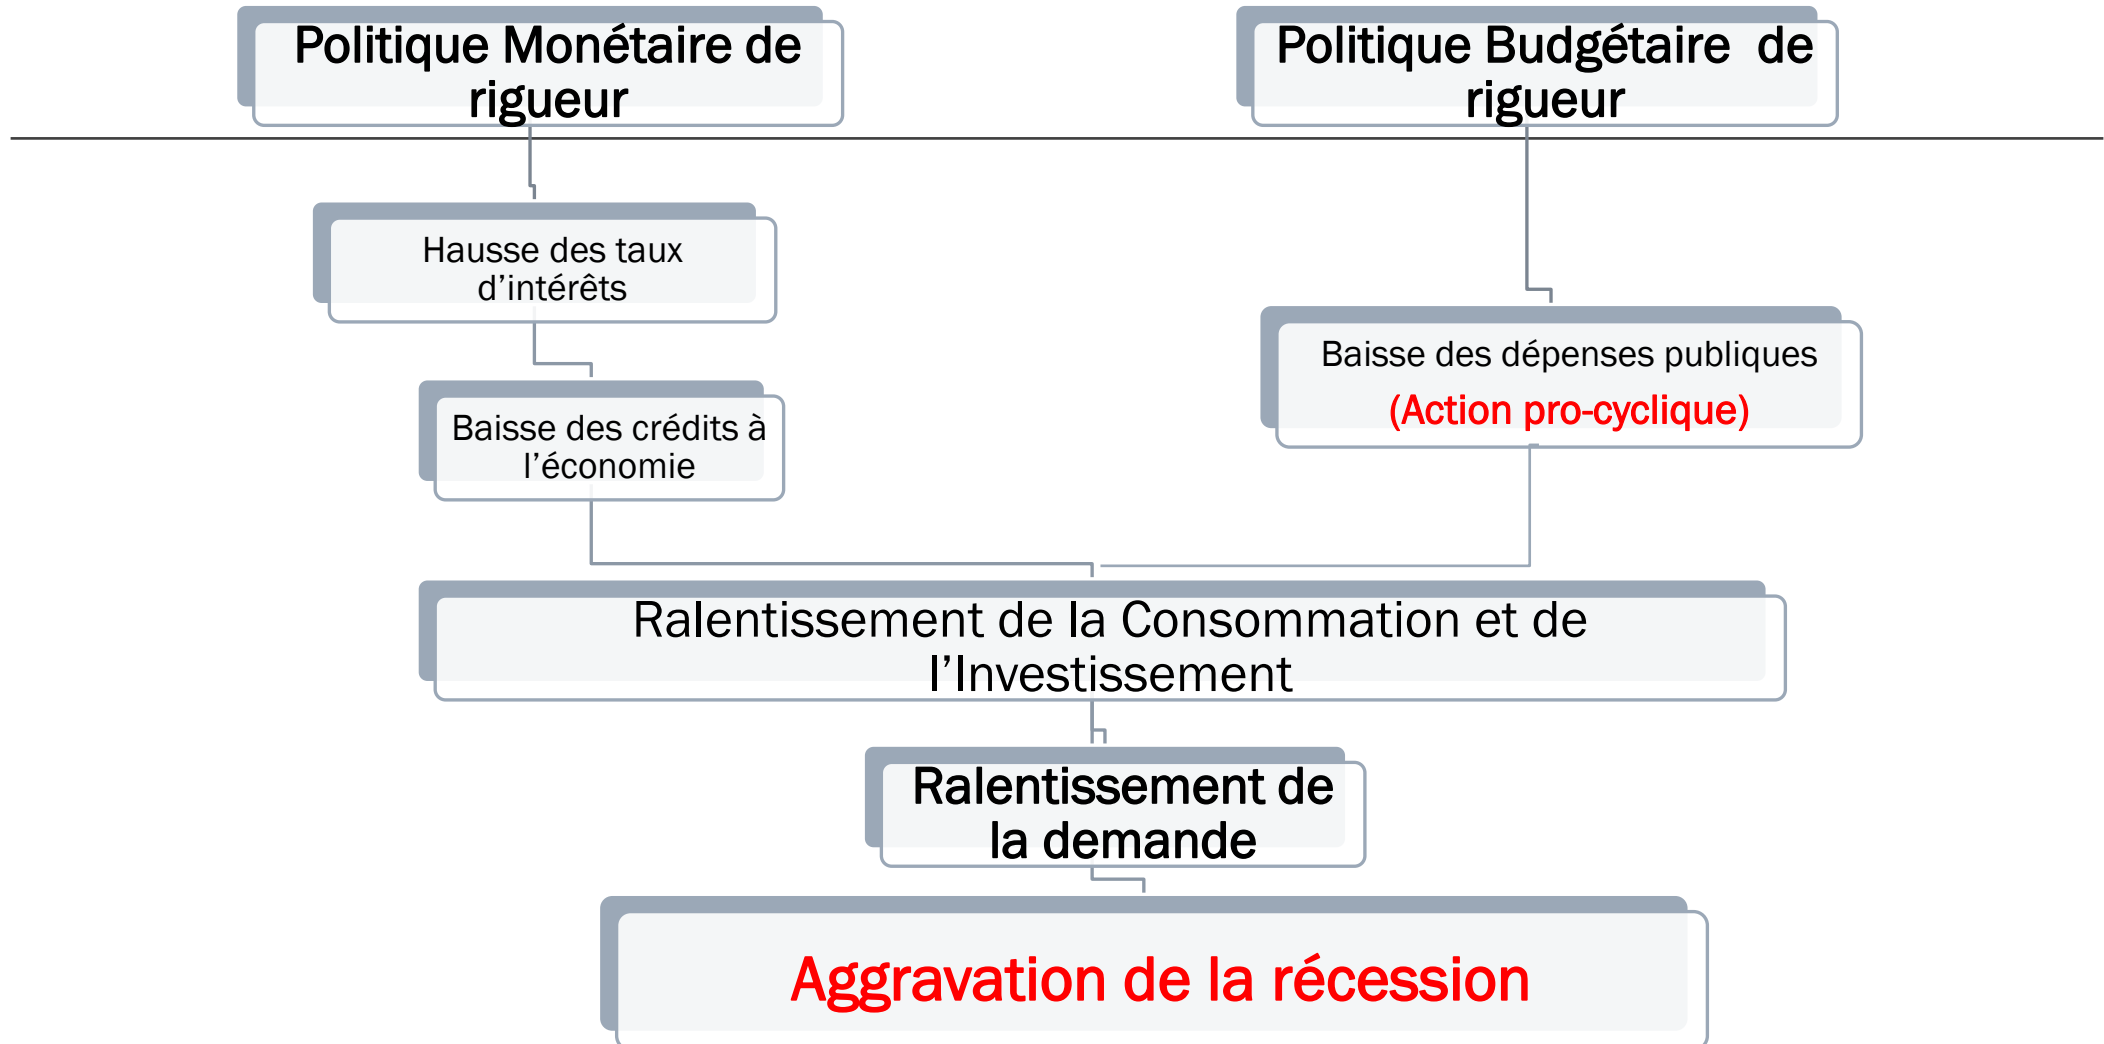 Politique Monétaire de
rigueur
Politique Budgétaire de
rigueur
Hausse des taux
d’intérêts
Baisse des dépenses publiques
(Action pro-cyclique)
Baisse des crédits à
l’économie
Ralentissement de la Consommation et de
l’Investissement
Ralentissement de
la demande
Aggravation de la récession